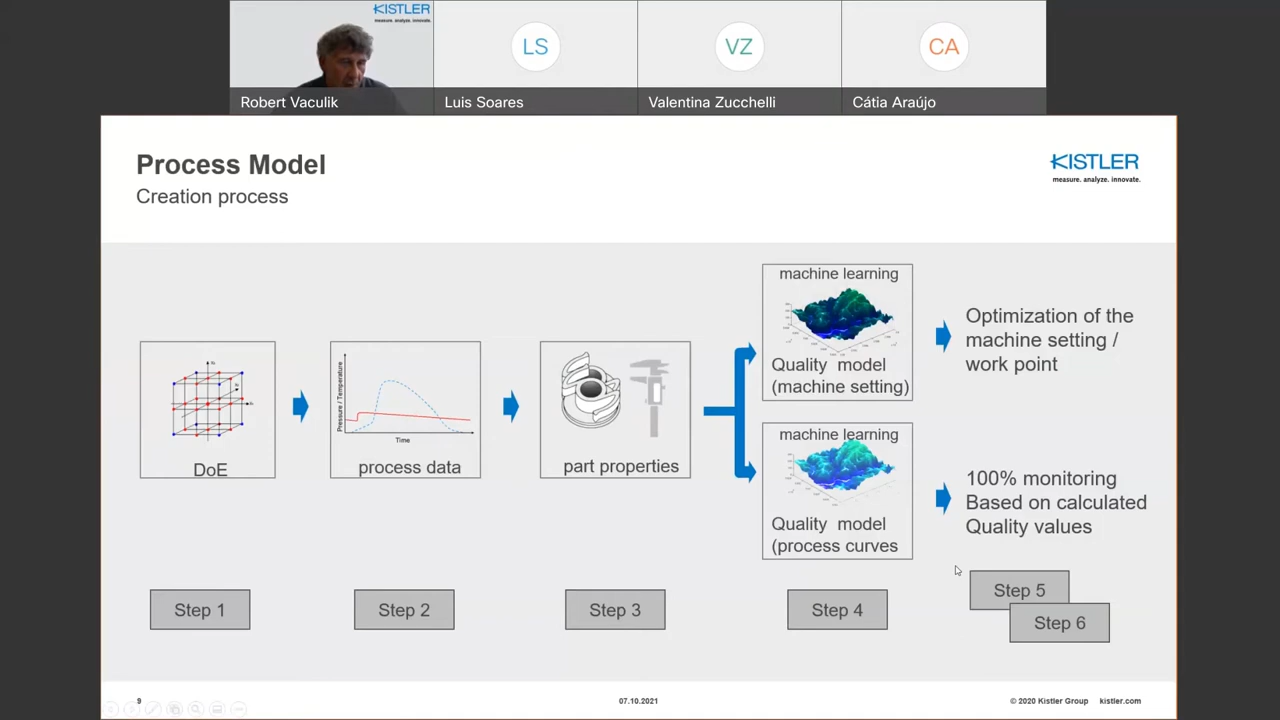 KISTLER
measure. analyze. innovate.
LS
VZ
CA
Robert Vaculik
Luis Soares
Valentina Zucchelli
Cátia Araújo
Process Model
Creation process
KISTLER
measure. analyze. innovate.
DoE
Pressure / Temperature
Time
process data
part properties
machine learning
Quality model
(machine setting)
machine learning
Quality model
(process curves
Optimization of the
machine setting /
work point
100% monitoring
Based on calculated
Quality values
Step 1
Step 2
Step 3
Step 4
Step 5
Step 6
9
07.10.2021
© 2020 Kistler Group
kistler.com